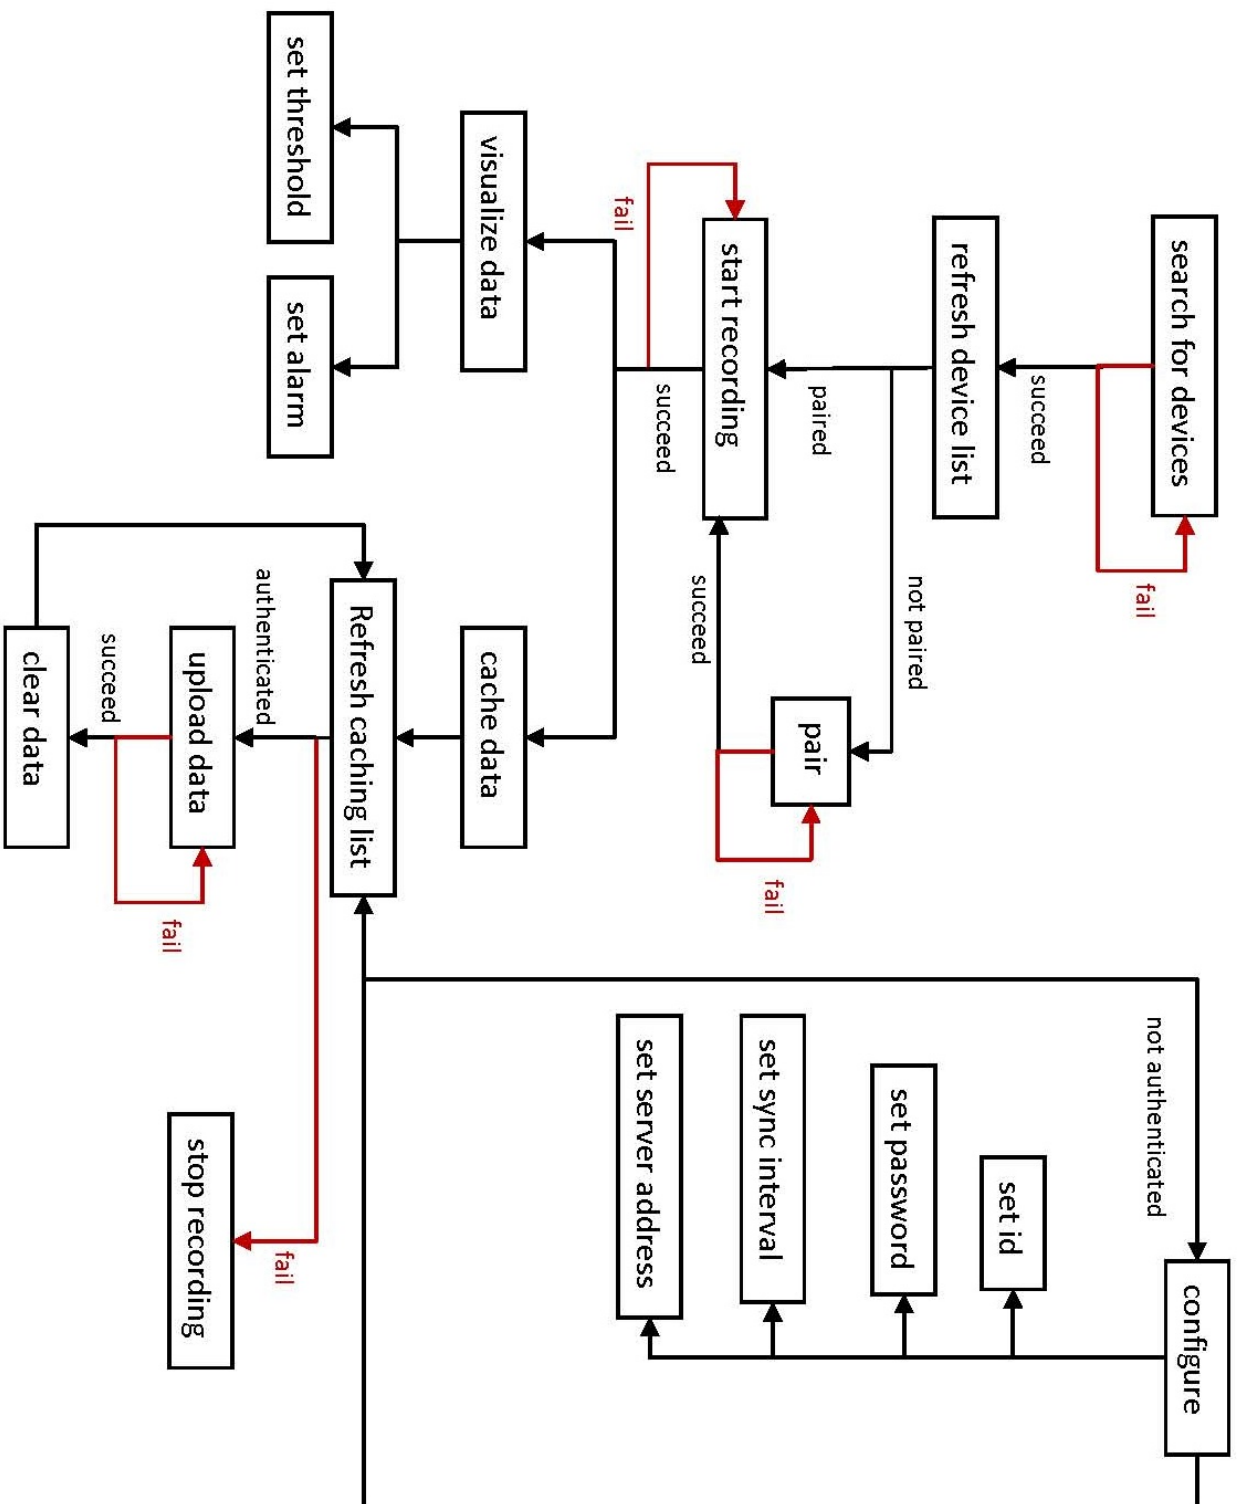 search for devices
fail
succeed
refresh device list
paired
not paired
pair
fail
succeed
start recording
fail
succeed
visualize data
set threshold
set alarm
cache data
Refresh caching list
authenticated
upload data
fail
succeed
clear data
fail
stop recording
not authenticated
configure
set id
set password
set sync interval
set server address